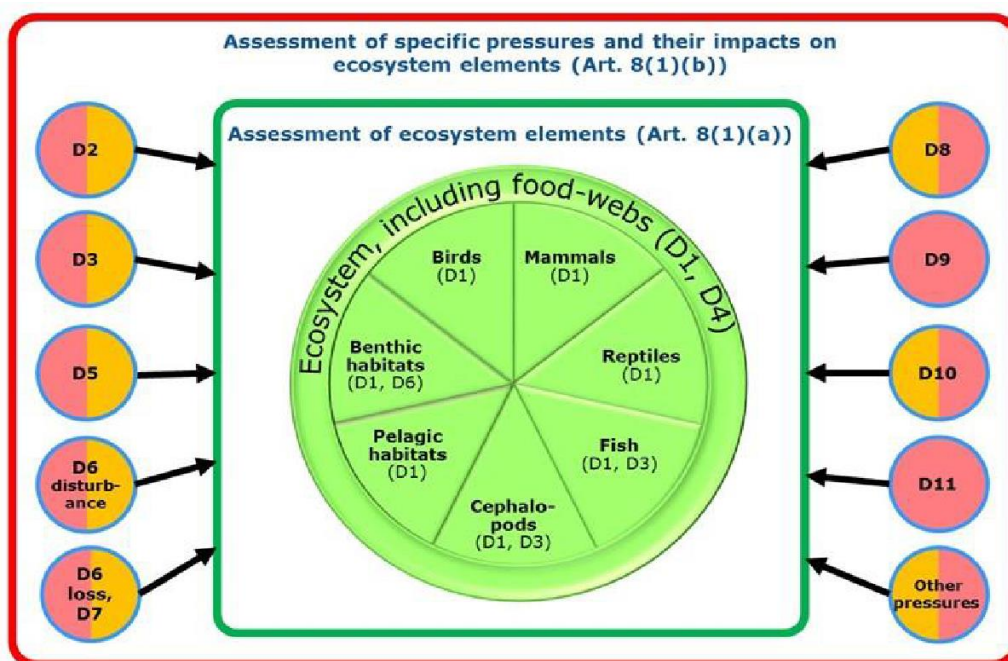 Assessment of specific pressures and their impacts on
ecosystem elements (Art. 8(1)(b))
Assessment of ecosystem elements (Art. 8(1)(a))
Ecosystem, including food-webs (D1, D4)
D2
D3
D5
D6
disturb-
ance
D6
loss,
D7
Birds
(D1)
Mammals
(D1)
Benthic
habitats
(D1, D6)
Reptiles
(D1)
Pelagic
habitats
(D1)
Fish
(D1, D3)
Cephalo-
pods
(D1, D3)
D8
D9
D10
D11
Other
pressures